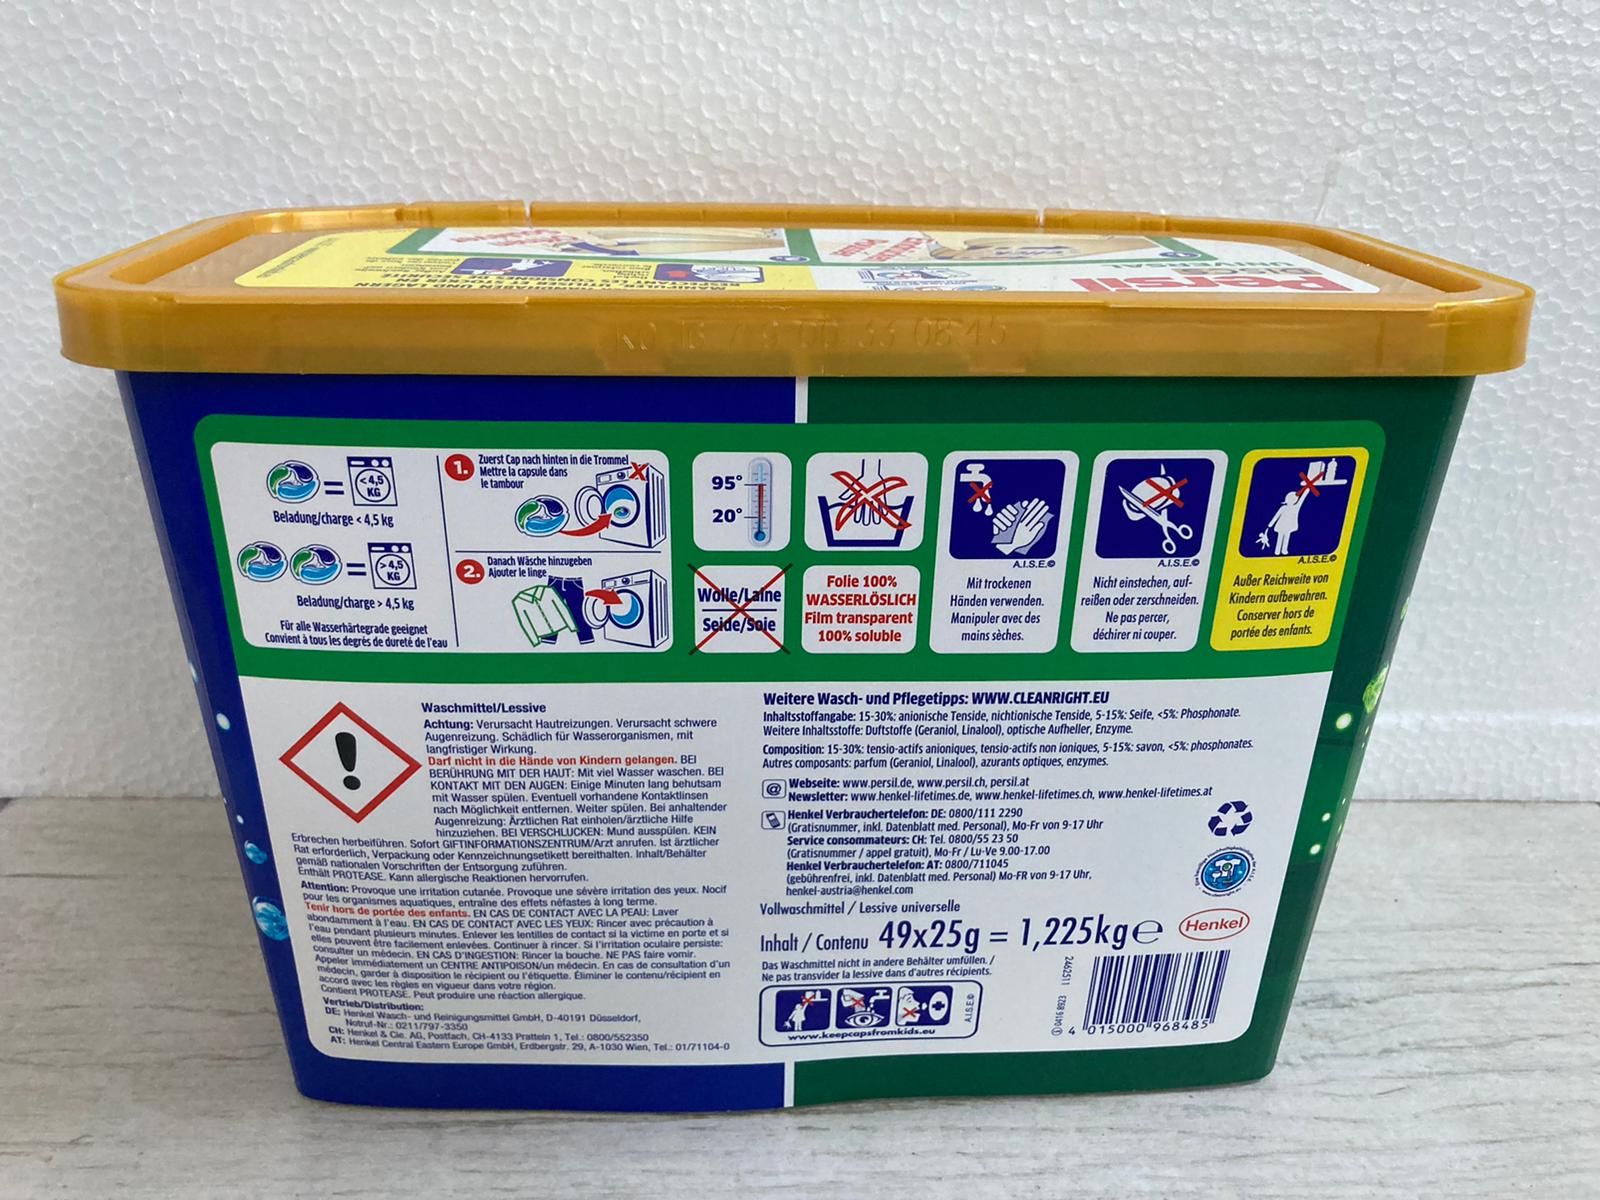 Persil
DISCS
UNIVERSAL
NO 16 7 9 00 33 08:45
95°
20°
< 4,5
KG
Beladung/charge < 4,5 kg
> 4,5
KG
Beladung/charge > 4,5 kg
Für alle Wasserhärtegrade geeignet
Convient à tous les degrés de dureté de l'eau
1. Zuerst Cap nach hinten in die Trommel
Mettre la capsule dans
le tambour
2. Danach Wäsche hinzugeben
Ajouter le linge
Wolle/Laine
Seide/Soie
Folie 100%
WASSERLÖSLICH
Film transparent
100% soluble
A.I.S.E.©
Mit trockenen
Händen verwenden.
Manipuler avec des
mains sèches.
A.I.S.E.©
Nicht einstechen, auf-
reißen oder zerschneiden.
Ne pas percer,
déchirer ni couper.
A.I.S.E.©
Außer Reichweite von
Kindern aufbewahren.
Conserver hors de
portée des enfants.
Waschmittel/Lessive
Achtung: Verursacht Hautreizungen. Verursacht schwere
Augenreizung. Schädlich für Wasserorganismen, mit
langfristiger Wirkung.
Darf nicht in die Hände von Kindern gelangen. BEI
BERÜHRUNG MIT DER HAUT: Mit viel Wasser waschen. BEI
KONTAKT MIT DEN AUGEN: Einige Minuten lang behutsam
mit Wasser spülen. Eventuell vorhandene Kontaktlinsen
nach Möglichkeit entfernen. Weiter spülen. Bei anhaltender
Augenreizung: Ärztlichen Rat einholen/ärztliche Hilfe
hinzuziehen. BEI VERSCHLUCKEN: Mund ausspülen. KEIN
Erbrechen herbeiführen. Sofort GIFTINFORMATIONSZENTRUM/Arzt anrufen. Ist ärztlicher
Rat erforderlich, Verpackung oder Kennzeichnungsetikett bereithalten. Inhalt/Behälter
gemäß nationalen Vorschriften der Entsorgung zuführen.
Enthält PROTEASE. Kann allergische Reaktionen hervorrufen.
Attention: Provoque une irritation cutanée. Provoque une sévère irritation des yeux. Nocif
pour les organismes aquatiques, entraîne des effets néfastes à long terme.
Tenir hors de portée des enfants. EN CAS DE CONTACT AVEC LA PEAU: Laver
abondamment à l'eau. EN CAS DE CONTACT AVEC LES YEUX: Rincer avec précaution à
l'eau pendant plusieurs minutes. Enlever les lentilles de contact si la victime en porte et si
elles peuvent être facilement enlevées. Continuer à rincer. Si l'irritation oculaire persiste:
consulter un médecin. EN CAS D'INGESTION: Rincer la bouche. NE PAS faire vomir.
Appeler immédiatement un CENTRE ANTIPOISON/un médecin. En cas de consultation d'un
médecin, garder à disposition le récipient ou l'étiquette. Éliminer le contenu/récipient en
accord avec les règles en vigueur dans votre région.
Contient PROTEASE. Peut produire une réaction allergique.
Vertrieb/Distribution:
DE: Henkel Wasch- und Reinigungsmittel GmbH, D-40191 Düsseldorf,
Notruf-Nr.: 0211/797-3350
CH: Henkel & Cie. AG, Postfach, CH-4133 Pratteln 1, Tel.: 0800/552350
AT: Henkel Central Eastern Europe GmbH, Erdbergstr. 29, A-1030 Wien, Tel.: 01/71104-0
Weitere Wasch- und Pflegetipps: WWW.CLEANRIGHT.EU
Inhaltsstoffangabe: 15-30%: anionische Tenside, nichtionische Tenside, 5-15%: Seife, <5%: Phosphonate.
Weitere Inhaltsstoffe: Duftstoffe (Geraniol, Linalool), optische Aufheller, Enzyme.
Composition: 15-30%: tensio-actifs anioniques, tensio-actifs non ioniques, 5-15%: savon, <5%: phosphonates.
Autres composants: parfum (Geraniol, Linalool), azurants optiques, enzymes.
@ Webseite: www.persil.de, www.persil.ch, persil.at
Newsletter: www.henkel-lifetimes.de, www.henkel-lifetimes.ch, www.henkel-lifetimes.at
Henkel Verbrauchertelefon: DE: 0800/111 2290
(Gratisnummer, inkl. Datenblatt med. Personal), Mo-Fr von 9-17 Uhr
Service consommateurs: CH: Tel. 0800/55 23 50
(Gratisnummer / appel gratuit), Mo-Fr / Lu-Ve 9.00-17.00
Henkel Verbrauchertelefon: AT: 0800/711045
(gebührenfrei, inkl. Datenblatt med. Personal) Mo-FR von 9-17 Uhr,
henkel-austria@henkel.com
Vollwaschmittel / Lessive universelle
Inhalt / Contenu 49x25g = 1,225kg e
Henkel
Das Waschmittel nicht in andere Behälter umfüllen. /
Ne pas transvider la lessive dans d'autres récipients.
A.I.S.E.©
www.keepcapsfromkids.eu
2462511
4 015000 968485